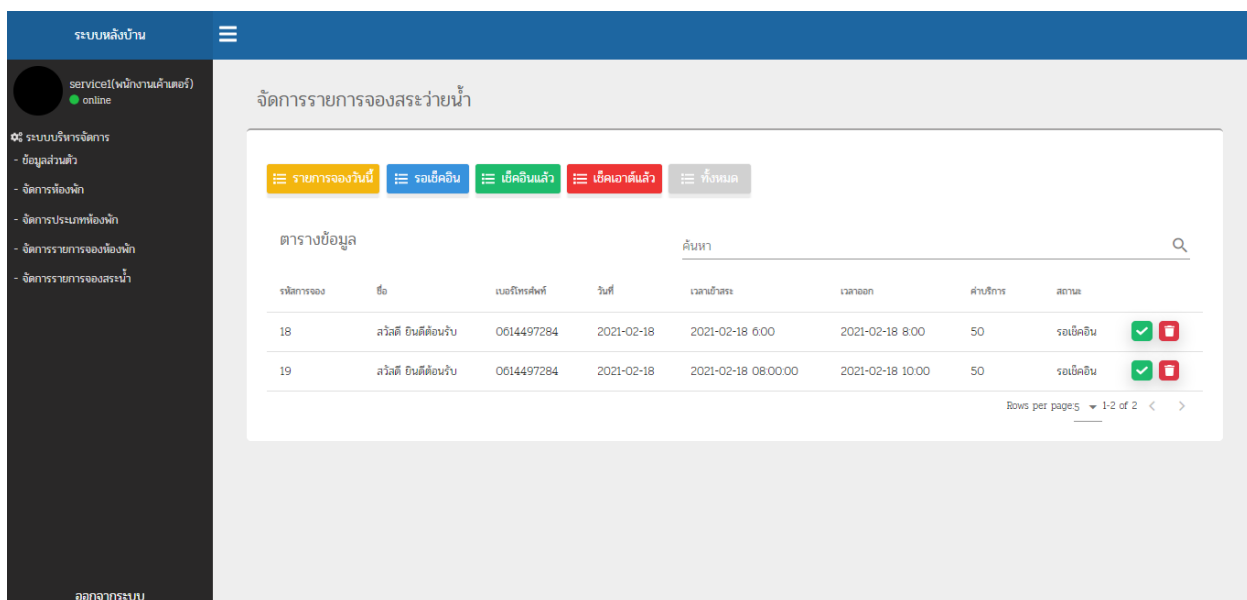 ระบบหลังบ้าน
service1(พนักงานเค้าเตอร์)
online
ระบบบริหารจัดการ
- ข้อมูลส่วนตัว
- จัดการห้องพัก
- จัดการประเภทห้องพัก
- จัดการรายการจองห้องพัก
- จัดการรายการจองสระน้ำ
ออกจากระบบ
จัดการรายการจองสระว่ายน้ำ
รายการจองวันนี้ รอเช็คอิน เช็คอินแล้ว เช็คเอาต์แล้ว ทั้งหมด
ตารางข้อมูล ค้นหา
รหัสการจอง ชื่อ เบอร์โทรศัพท์ วันที่ เวลาเข้าสระ เวลาออก ค่าบริการ สถานะ
18 สวัสดี ยินดีต้อนรับ 0614497284 2021-02-18 2021-02-18 6:00 2021-02-18 8:00 50 รอเช็คอิน
19 สวัสดี ยินดีต้อนรับ 0614497284 2021-02-18 2021-02-18 08:00:00 2021-02-18 10:00 50 รอเช็คอิน
Rows per page: 5 1-2 of 2